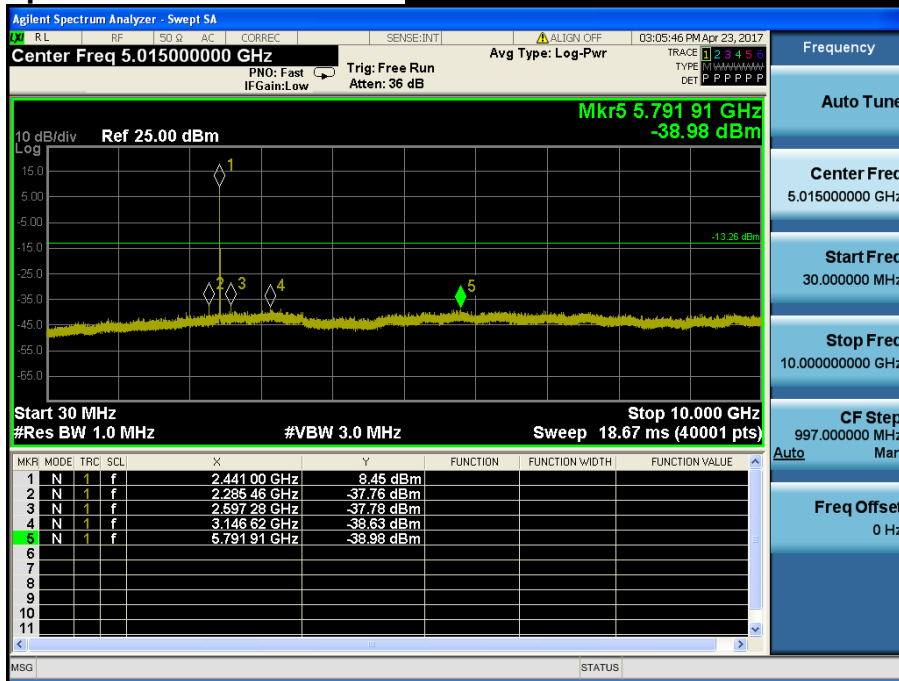 Agilent Spectrum Analyzer - Swept SA
LXI RL RF 50 Ω AC CORREC SENSE:INT ALIGN OFF 03:05:46 PM Apr 23, 2017
Center Freq 5.015000000 GHz Avg Type: Log-Pwr TRACE 1 2 3 4 5 6
PNO: Fast Trig: Free Run TYPE M WWWWW
IFGain:Low Atten: 36 dB DET P P P P P P
Mkr5 5.791 91 GHz
-38.98 dBm
10 dB/div Ref 25.00 dBm
Log
15.0
5.00
-5.00
-15.0
-25.0
-35.0
-45.0
-55.0
-65.0
1
-13.26 dBm
2 3 4 5
Start 30 MHz Stop 10.000 GHz
#Res BW 1.0 MHz #VBW 3.0 MHz Sweep 18.67 ms (40001 pts)
MKR MODE TRC SCL X Y FUNCTION FUNCTION WIDTH FUNCTION VALUE
1 N 1 f 2.441 00 GHz 8.45 dBm
2 N 1 f 2.285 46 GHz -37.76 dBm
3 N 1 f 2.597 28 GHz -37.78 dBm
4 N 1 f 3.146 62 GHz -38.63 dBm
5 N 1 f 5.791 91 GHz -38.98 dBm
6
7
8
9
10
11
MSG STATUS
Frequency
Auto Tune
Center Freq
5.015000000 GHz
Start Freq
30.000000 MHz
Stop Freq
10.000000000 GHz
CF Step
997.000000 MHz
Auto Man
Freq Offset
0 Hz